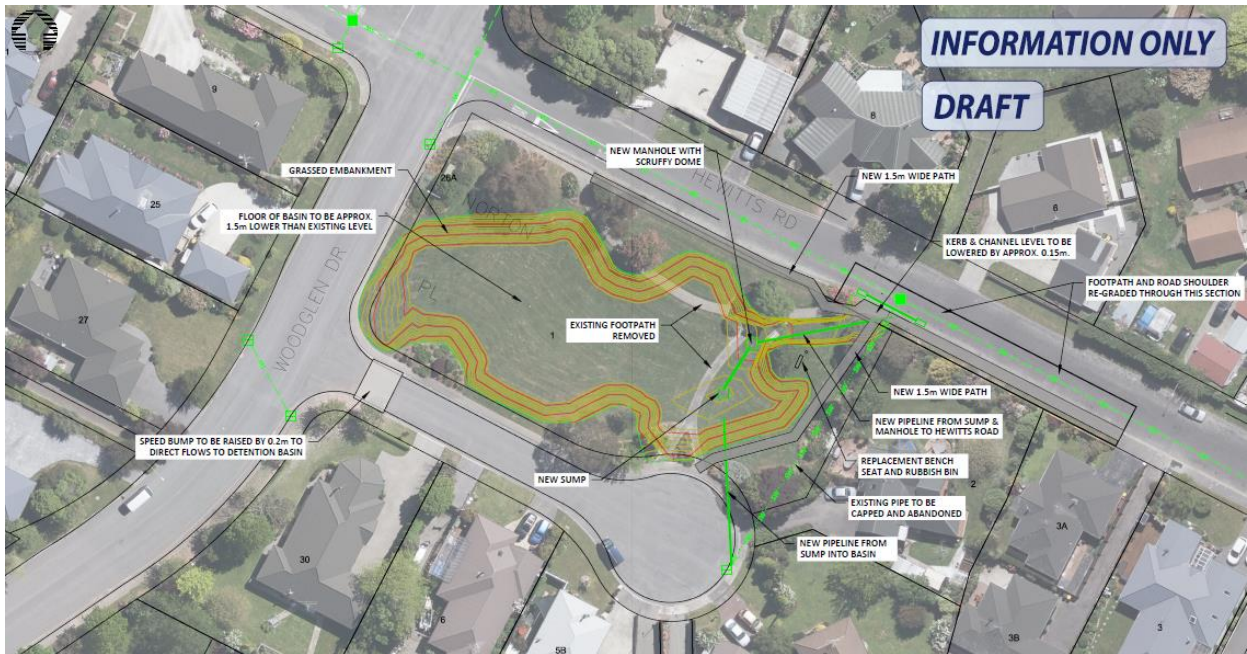 INFORMATION ONLY
DRAFT
9
8
NEW MANHOLE WITH
SCRUFFY DOME
GRASSED EMBANKMENT
26A
HEWITTS RD
NEW 1.5m WIDE PATH
6
25
NORTON
PL
FLOOR OF BASIN TO BE APPROX.
1.5m LOWER THAN EXISTING LEVEL
KERB & CHANNEL LEVEL TO BE
LOWERED BY APPROX. 0.15m.
WOODGLEN DR
FOOTPATH AND ROAD SHOULDER
RE-GRADED THROUGH THIS SECTION
27
1
EXISTING FOOTPATH
REMOVED
NEW 1.5m WIDE PATH
NEW PIPELINE FROM SUMP &
MANHOLE TO HEWITTS ROAD
SPEED BUMP TO BE RAISED BY 0.2m TO
DIRECT FLOWS TO DETENTION BASIN
REPLACEMENT BENCH
SEAT AND RUBBISH BIN
2
NEW SUMP
EXISTING PIPE TO BE
CAPPED AND ABANDONED
3A
NEW PIPELINE FROM
SUMP INTO BASIN
30
6
5B
3B
3